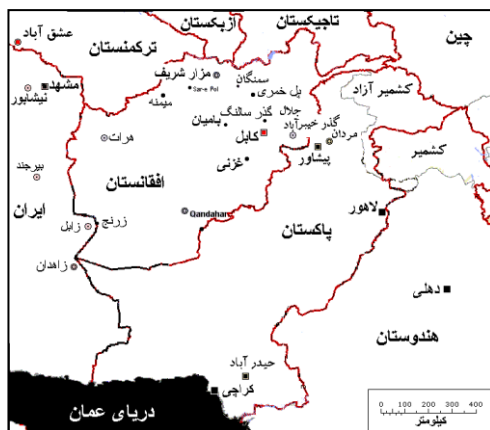 عشق آباد
ترکمنستان
ازبکستان
تاجیکستان
چین
مشهد
نیشابور
مزار شریف
Sar-e Pol
سمنگان
پل خمری
میمنه
کشمیر آزاد
هرات
بامیان
گذر سالنگ
جلال
آباد
گذر خیبر
مردان
کابل
پیشاور
کشمیر
بیرجند
غزنی
افغانستان
ایران
زابل
زرنج
Qandahar
پاکستان
لاهور
زاهدان
دهلی
هندوستان
حیدر آباد
کراچی
دریای عمان
0 100 200 300 400
کیلومتر